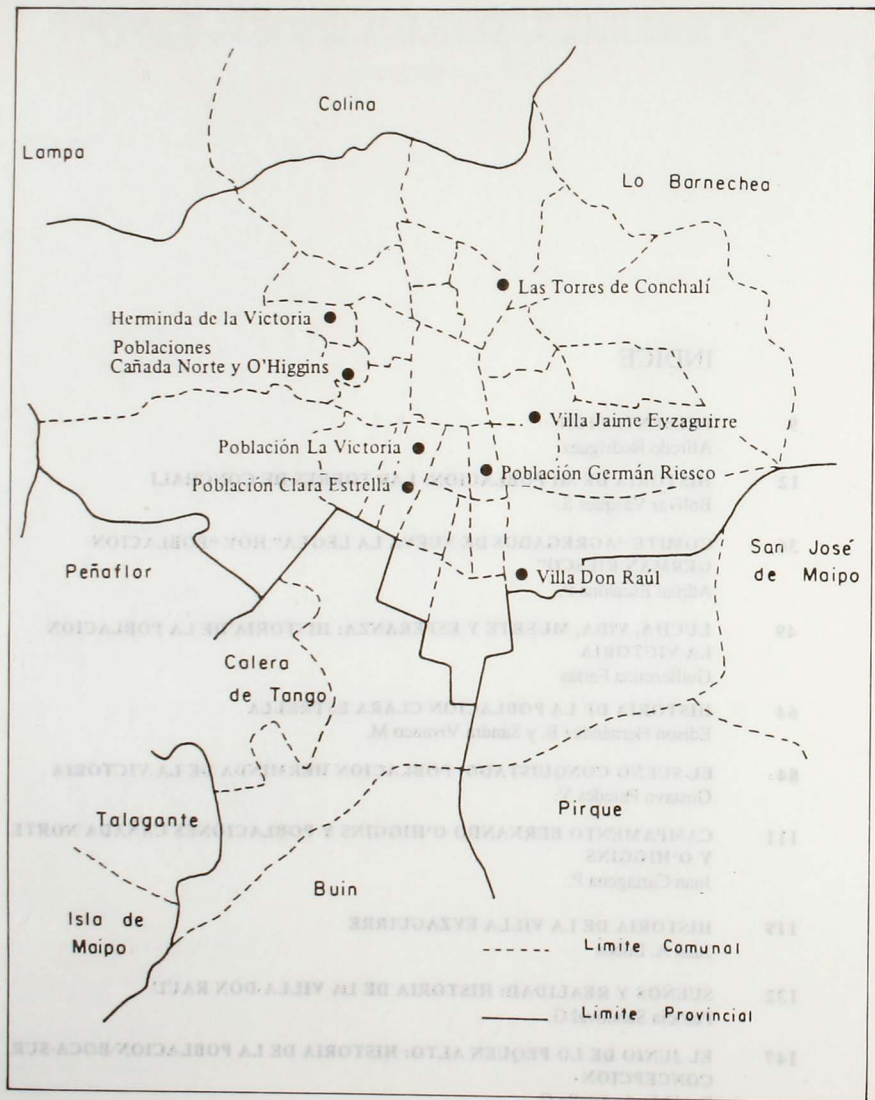 Colina
Lampa
Lo Barnechea
Las Torres de Conchalí
Herminda de la Victoria
Poblaciones
Cañada Norte y O'Higgins
Villa Jaime Eyzaguirre
Población La Victoria
Población Germán Riesco
Población Clara Estrella
San José
de Maipo
Peñaflor
Villa Don Raúl
Calera
de Tango
Talagante
Pirque
Buin
Isla de
Maipo
Limite Comunal
Limite Provincial